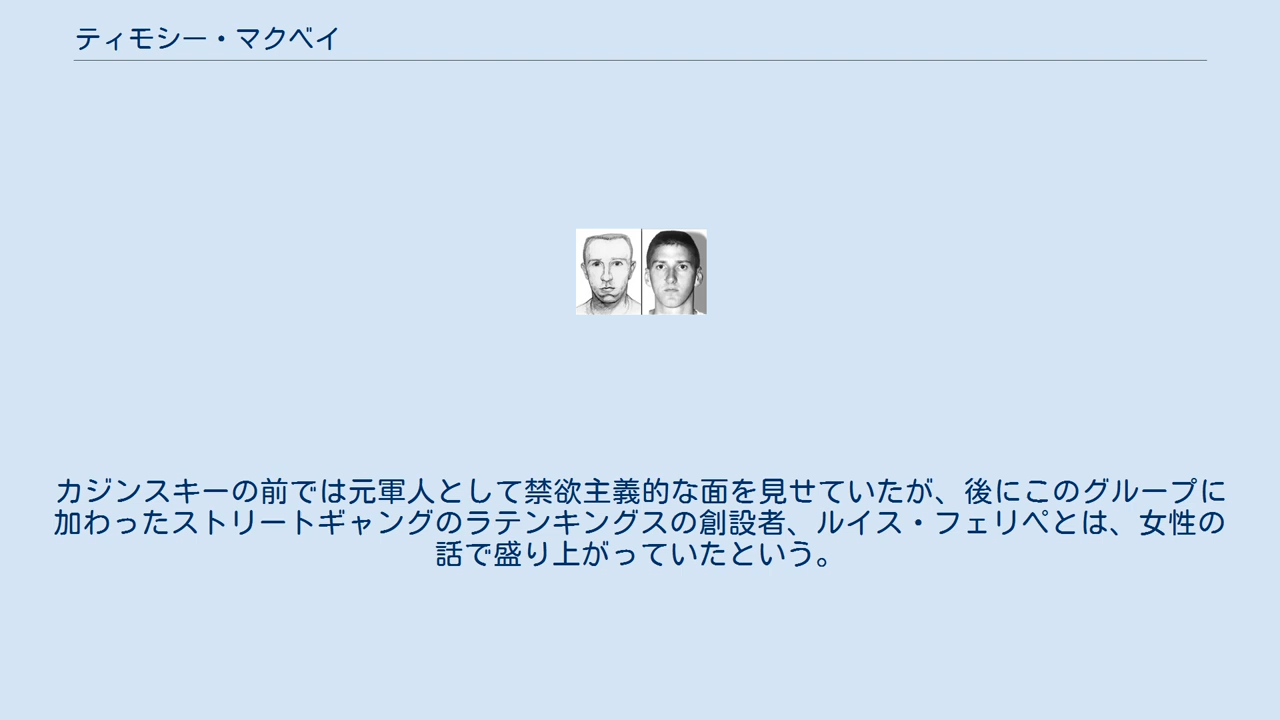 ティモシー・マクベイ
カジンスキーの前では元軍人として禁欲主義的な面を見せていたが、後にこのグループに
加わったストリートギャングのラテンキングスの創設者、ルイス・フェリペとは、女性の
話で盛り上がっていたという。